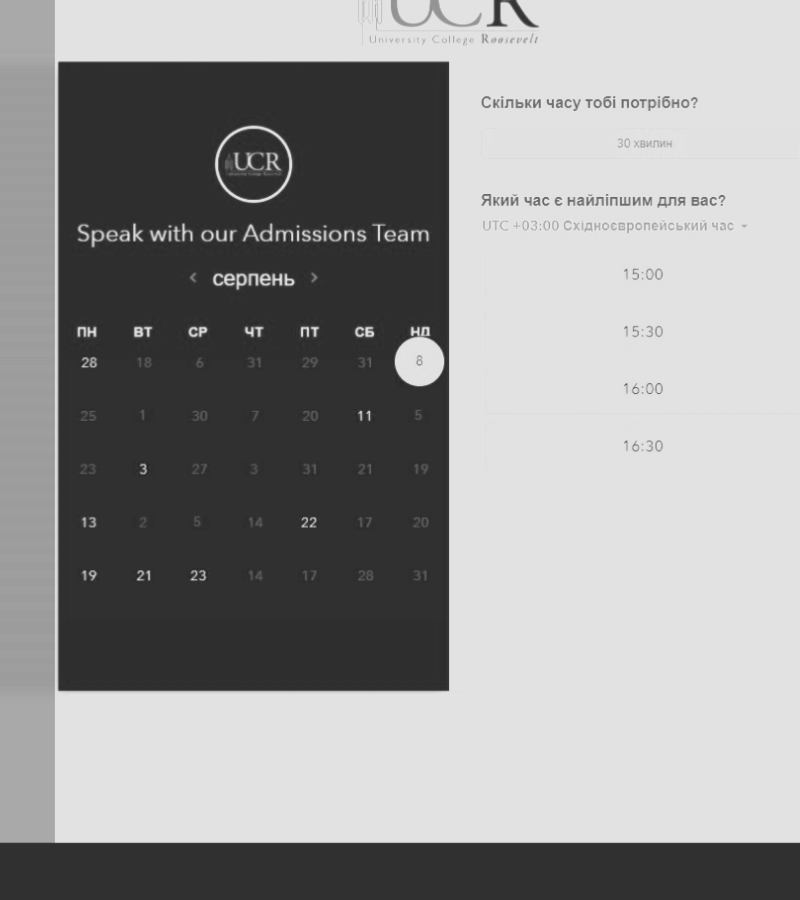 UCR
University College Roosevelt
UCR
Speak with our Admissions Team
< серпень >
ПН ВТ СР ЧТ ПТ СБ НД
28 18 6 31 29 31 8
25 1 30 7 20 11 5
23 3 27 3 31 21 19
13 2 5 14 22 17 20
19 21 23 14 17 28 31
Скільки часу тобі потрібно?
30 хвилин
Який час є найліпшим для вас?
UTC +03:00 Східноєвропейський час
15:00
15:30
16:00
16:30